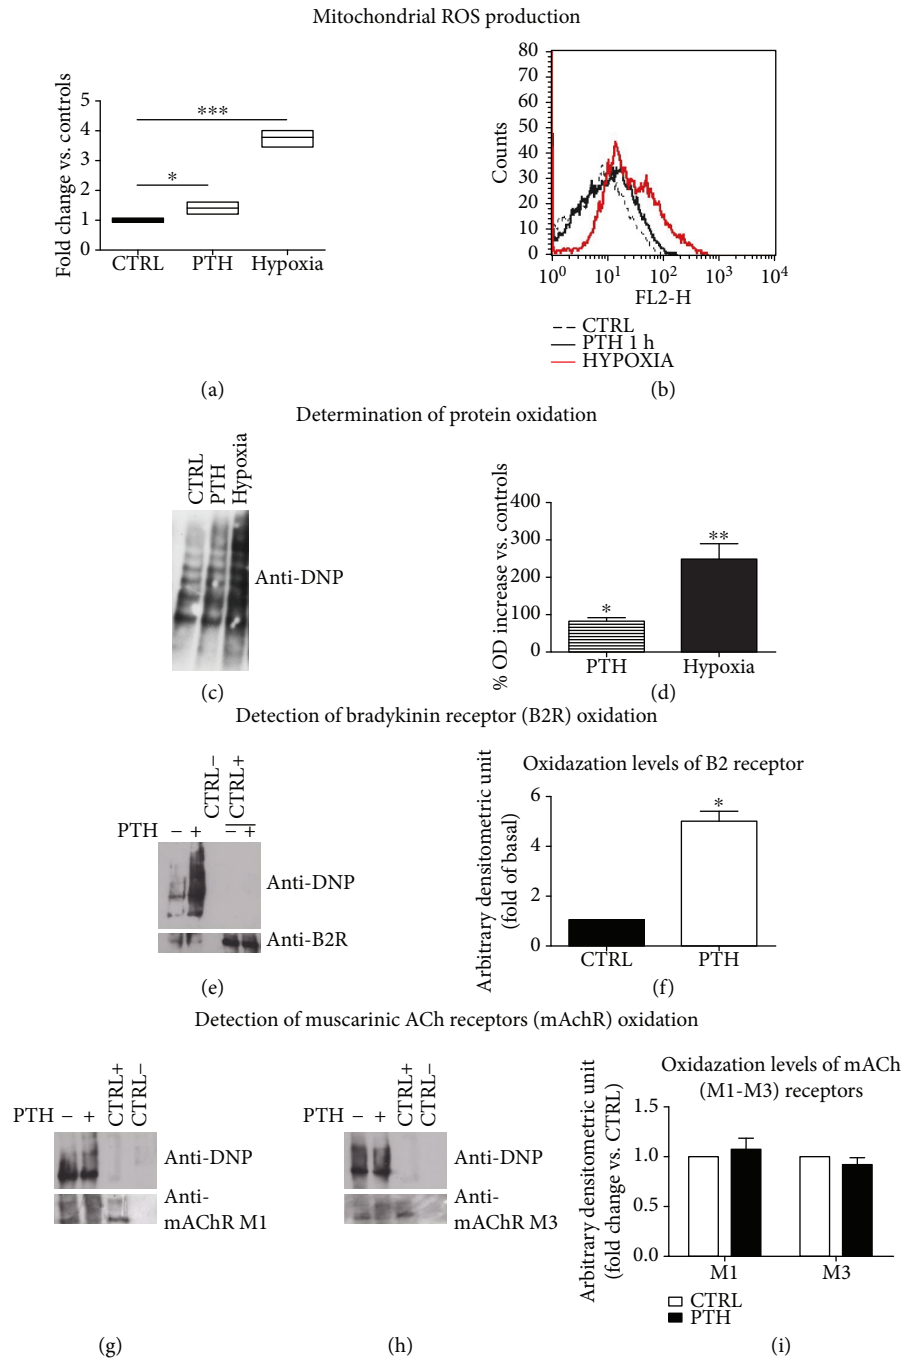 Mitochondrial ROS production
Fold change vs. controls
5
4
3
2
1
0
***
*
CTRL PTH Hypoxia
(a)
Counts
80
70
60
50
40
30
20
10
0
10⁰ 10¹ 10² 10³ 10⁴
FL2-H
CTRL
PTH 1 h
HYPOXIA
(b)
Determination of protein oxidation
CTRL
PTH
Hypoxia
Anti-DNP
(c)
% OD increase vs. controls
400
300
200
100
0
*
**
PTH Hypoxia
(d)
Detection of bradykinin receptor (B2R) oxidation
CTRL−
CTRL+
PTH − + − +
Anti-DNP
Anti-B2R
(e)
Oxidazation levels of B2 receptor
Arbitrary densitometric unit
(fold of basal)
6
4
2
0
*
CTRL PTH
(f)
Detection of muscarinic ACh receptors (mAchR) oxidation
CTRL+
CTRL−
PTH − +
Anti-DNP
Anti-
mAChR M1
(g)
CTRL+
CTRL−
PTH − +
Anti-DNP
Anti-
mAChR M3
(h)
Oxidazation levels of mACh
(M1-M3) receptors
Arbitrary densitometric unit
(fold change vs. CTRL)
1.5
1.0
0.5
0.0
M1 M3
CTRL
PTH
(i)